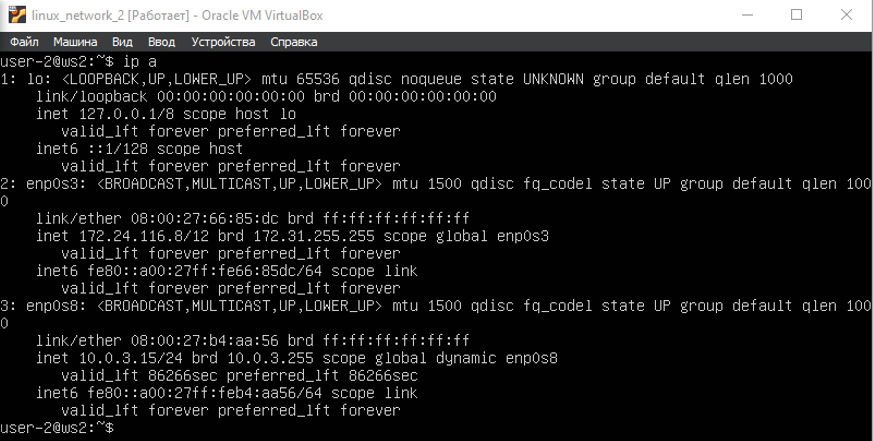 linux_network_2 [Работает] - Oracle VM VirtualBox
Файл Машина Вид Ввод Устройства Справка
user-2@ws2:~$ ip a
1: lo: <LOOPBACK,UP,LOWER_UP> mtu 65536 qdisc noqueue state UNKNOWN group default qlen 1000
    link/loopback 00:00:00:00:00:00 brd 00:00:00:00:00:00
    inet 127.0.0.1/8 scope host lo
       valid_lft forever preferred_lft forever
    inet6 ::1/128 scope host
       valid_lft forever preferred_lft forever
2: enp0s3: <BROADCAST,MULTICAST,UP,LOWER_UP> mtu 1500 qdisc fq_codel state UP group default qlen 100
0
    link/ether 08:00:27:66:85:dc brd ff:ff:ff:ff:ff:ff
    inet 172.24.116.8/12 brd 172.31.255.255 scope global enp0s3
       valid_lft forever preferred_lft forever
    inet6 fe80::a00:27ff:fe66:85dc/64 scope link
       valid_lft forever preferred_lft forever
3: enp0s8: <BROADCAST,MULTICAST,UP,LOWER_UP> mtu 1500 qdisc fq_codel state UP group default qlen 100
0
    link/ether 08:00:27:b4:aa:56 brd ff:ff:ff:ff:ff:ff
    inet 10.0.3.15/24 brd 10.0.3.255 scope global dynamic enp0s8
       valid_lft 86266sec preferred_lft 86266sec
    inet6 fe80::a00:27ff:feb4:aa56/64 scope link
       valid_lft forever preferred_lft forever
user-2@ws2:~$